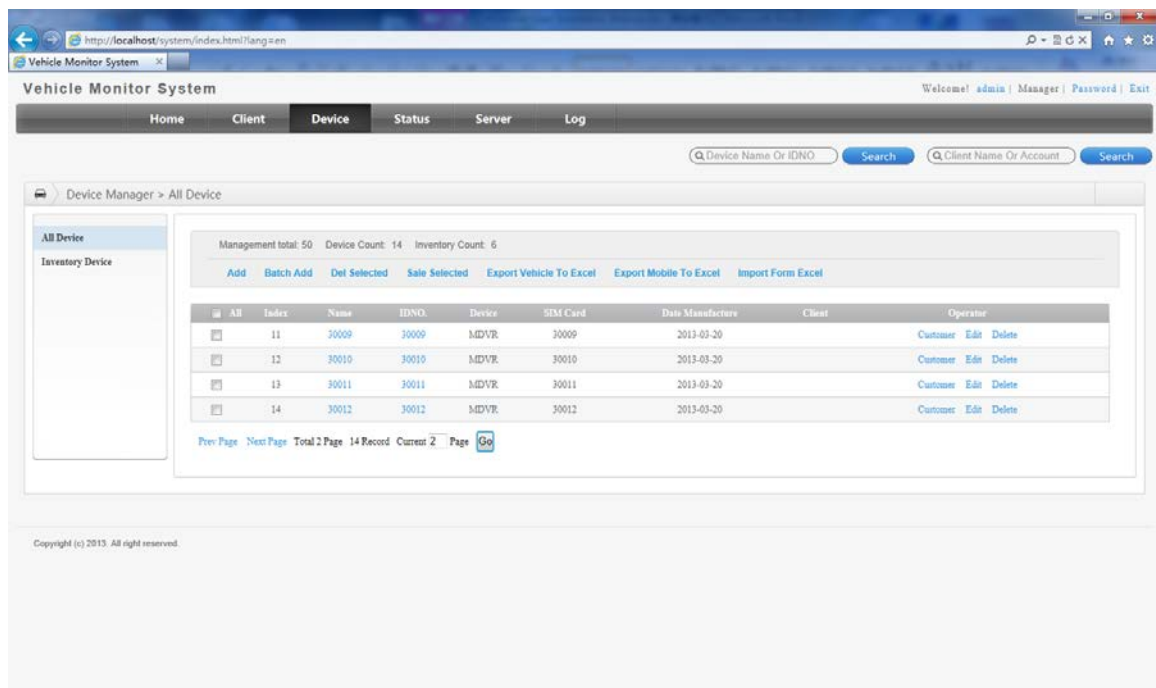 http://localhost/system/index.html?lang=en
Vehicle Monitor System
Vehicle Monitor System Welcome! admin | Manager | Password | Exit
Home Client Device Status Server Log
Device Name Or IDNO Search Client Name Or Account Search
Device Manager > All Device
All Device
Inventory Device
Management total: 50 Device Count: 14 Inventory Count: 6
Add Batch Add Del Selected Sale Selected Export Vehicle To Excel Export Mobile To Excel Import Form Excel
All Index Name IDNO. Device SIM Card Date Manufacture Client Operator
11 30009 30009 MDVR 30009 2013-03-20 Customer Edit Delete
12 30010 30010 MDVR 30010 2013-03-20 Customer Edit Delete
13 30011 30011 MDVR 30011 2013-03-20 Customer Edit Delete
14 30012 30012 MDVR 30012 2013-03-20 Customer Edit Delete
Prev Page Next Page Total 2 Page 14 Record Current 2 Page Go
Copyright (c) 2013. All right reserved.